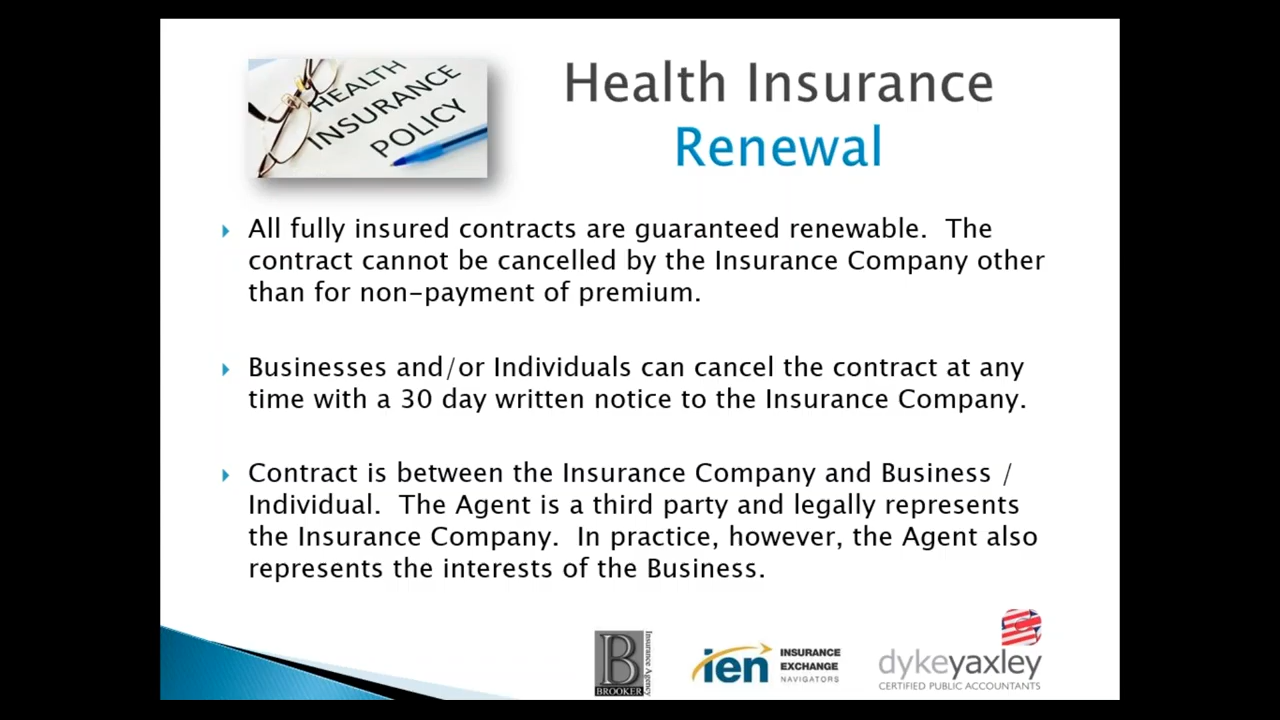 HEALTH
INSURANCE
POLICY
Health Insurance
Renewal
All fully insured contracts are guaranteed renewable.  The
contract cannot be cancelled by the Insurance Company other
than for non-payment of premium.
Businesses and/or Individuals can cancel the contract at any
time with a 30 day written notice to the Insurance Company.
Contract is between the Insurance Company and Business /
Individual.  The Agent is a third party and legally represents
the Insurance Company.  In practice, however, the Agent also
represents the interests of the Business.
B
BROOKER
Insurance Agency
ien
INSURANCE
EXCHANGE
NAVIGATORS
dykeyaxley
CERTIFIED PUBLIC ACCOUNTANTS